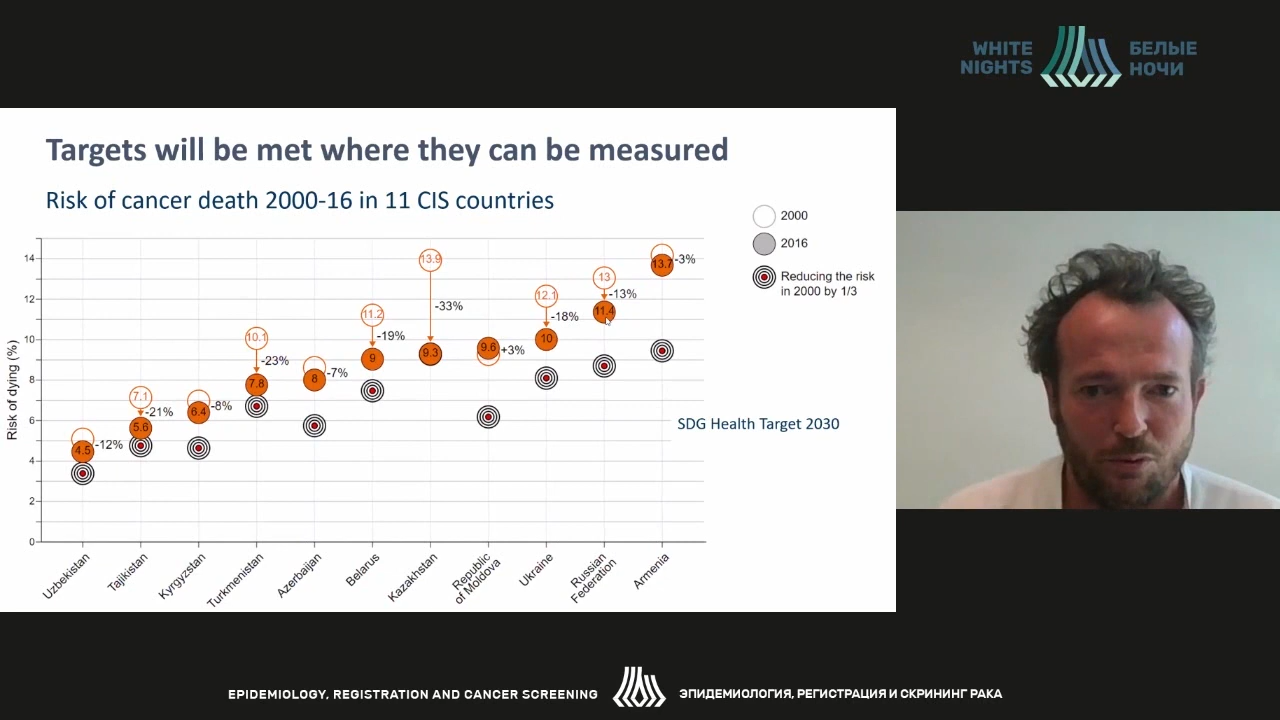 WHITE
NIGHTS
БЕЛЫЕ
НОЧИ
Targets will be met where they can be measured
Risk of cancer death 2000-16 in 11 CIS countries
2000
2016
Reducing the risk
in 2000 by 1/3
Risk of dying (%)
14
12
10
8
6
4
2
0
4.5
-12%
7.1
-21%
5.6
6.4
-8%
10.1
-23%
7.8
8
-7%
11.2
-19%
9
13.9
-33%
9.3
9.6
+3%
12.1
-18%
10
13
-13%
11.4
13.7
-3%
SDG Health Target 2030
Uzbekistan
Tajikistan
Kyrgyzstan
Turkmenistan
Azerbaijan
Belarus
Kazakhstan
Republic
of Moldova
Ukraine
Russian
Federation
Armenia
EPIDEMIOLOGY, REGISTRATION AND CANCER SCREENING
ЭПИДЕМИОЛОГИЯ, РЕГИСТРАЦИЯ И СКРИНИНГ РАКА